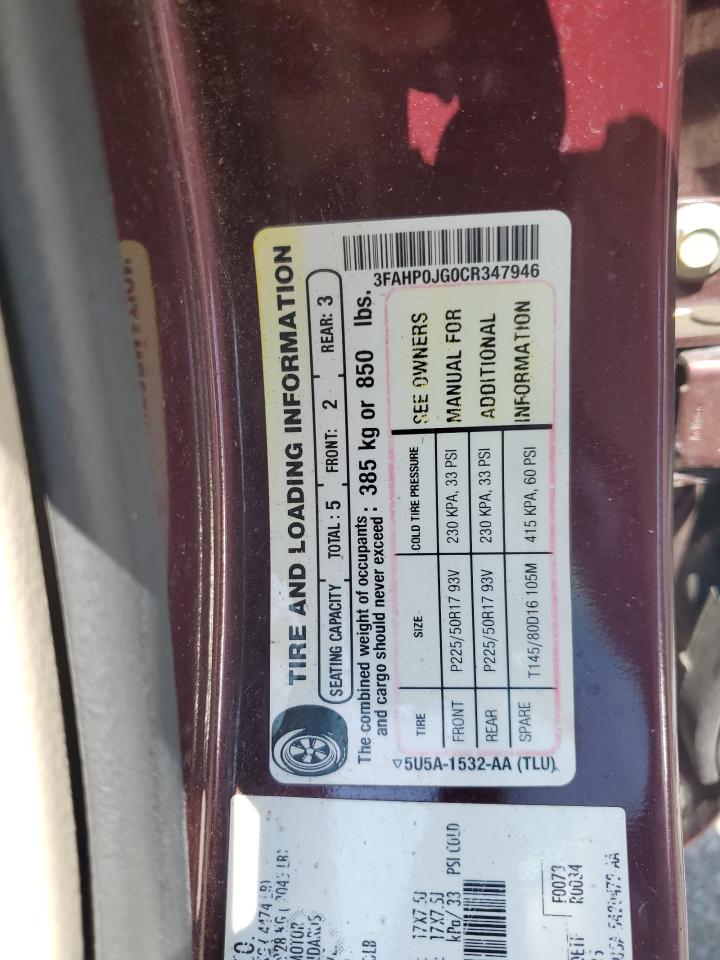 TIRE AND LOADING INFORMATION
SEATING CAPACITY TOTAL: 5 FRONT: 2 REAR: 3
The combined weight of occupants and cargo should never exceed: 385 kg or 850 lbs.
3FAHP0JG0CR347946
TIRE SIZE COLD TIRE PRESSURE
FRONT P225/50R17 93V 230 KPA, 33 PSI
REAR P225/50R17 93V 230 KPA, 33 PSI
SPARE T145/80D16 105M 415 KPA, 60 PSI
SEE OWNERS
MANUAL FOR
ADDITIONAL
INFORMATION
▽5U5A-1532-AA (TLU)
MOTOR
17X7.5J
17X7.5J
kPa/ 33 PSI COLD
F0073
R0034